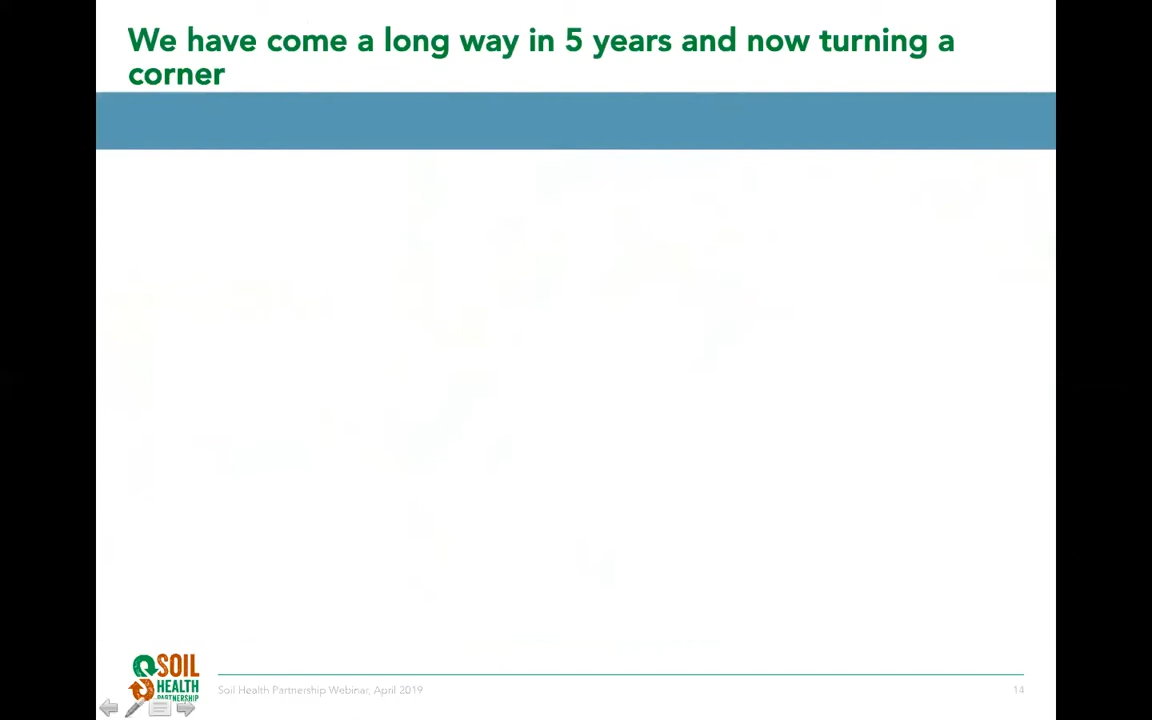 We have come a long way in 5 years and now turning a
corner
SOIL
HEALTH
PARTNERSHIP
Soil Health Partnership Webinar, April 2019
14